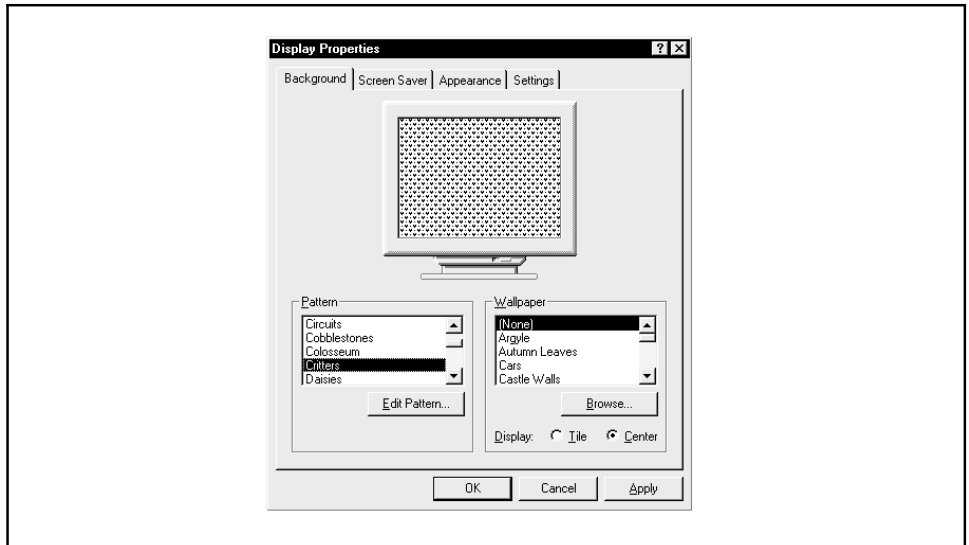 Display Properties
Background Screen Saver Appearance Settings
Pattern
Circuits
Cobblestones
Colosseum
Critters
Daisies
Edit Pattern...
Wallpaper
(None)
Argyle
Autumn Leaves
Cars
Castle Walls
Browse...
Display: Tile Center
OK Cancel Apply